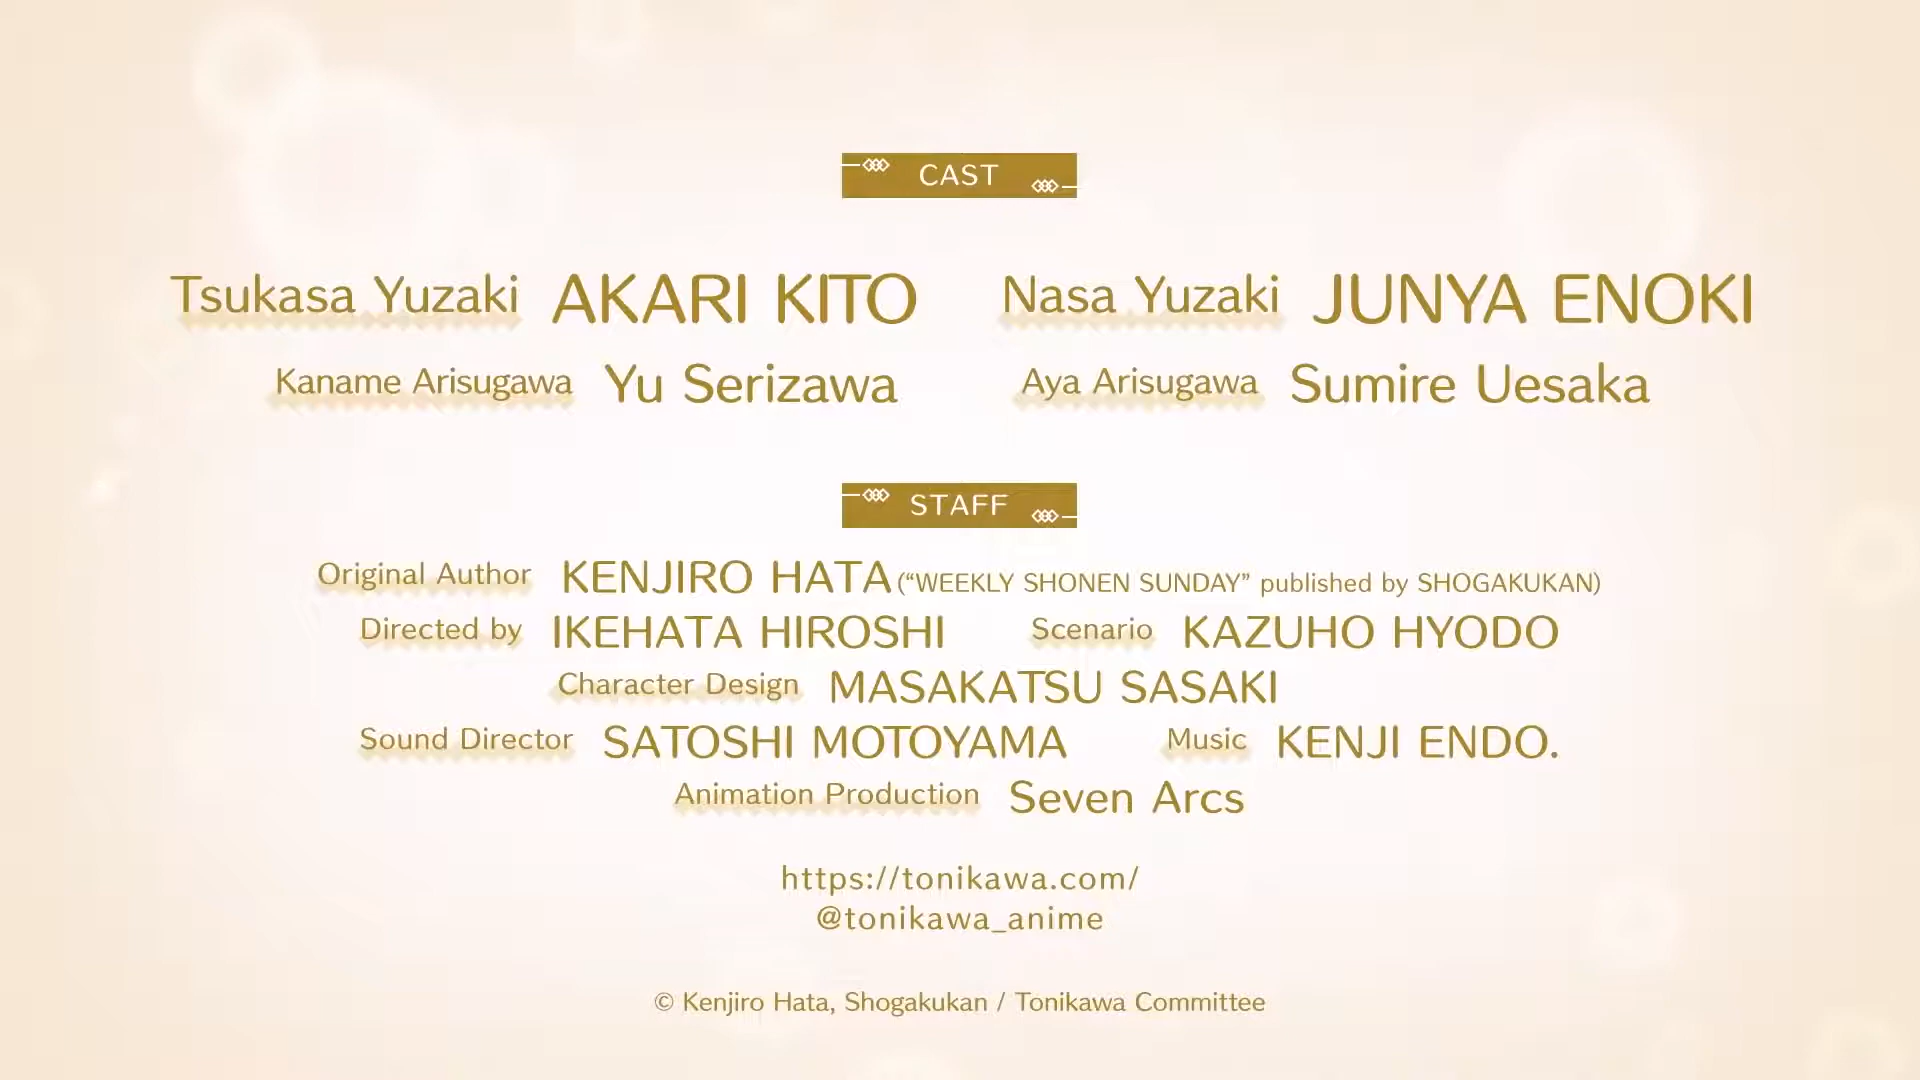 CAST
Tsukasa Yuzaki AKARI KITO Nasa Yuzaki JUNYA ENOKI
Kaname Arisugawa Yu Serizawa Aya Arisugawa Sumire Uesaka
STAFF
Original Author KENJIRO HATA (“WEEKLY SHONEN SUNDAY” published by SHOGAKUKAN)
Directed by IKEHATA HIROSHI Scenario KAZUHO HYODO
Character Design MASAKATSU SASAKI
Sound Director SATOSHI MOTOYAMA Music KENJI ENDO.
Animation Production Seven Arcs
https://tonikawa.com/
@tonikawa_anime
© Kenjiro Hata, Shogakukan / Tonikawa Committee